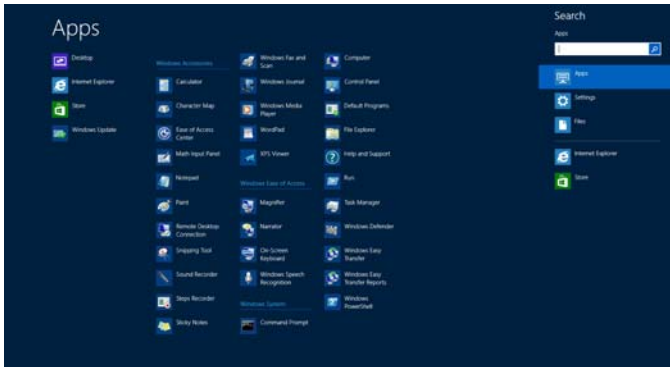 Apps
Desktop
Internet Explorer
Store
Windows Update
Windows Accessories
Calculator
Character Map
Ease of Access
Center
Math Input Panel
Notepad
Paint
Remote Desktop
Connection
Snipping Tool
Sound Recorder
Steps Recorder
Sticky Notes
Windows Fax and
Scan
Windows Journal
Windows Media
Player
WordPad
XPS Viewer
Windows Ease of Access
Magnifier
Narrator
On-Screen
Keyboard
Windows Speech
Recognition
Windows System
Command Prompt
Computer
Control Panel
Default Programs
File Explorer
Help and Support
Run
Task Manager
Windows Defender
Windows Easy
Transfer
Windows Easy
Transfer Reports
Windows
PowerShell
Search
Apps
Apps
Settings
Files
Internet Explorer
Store